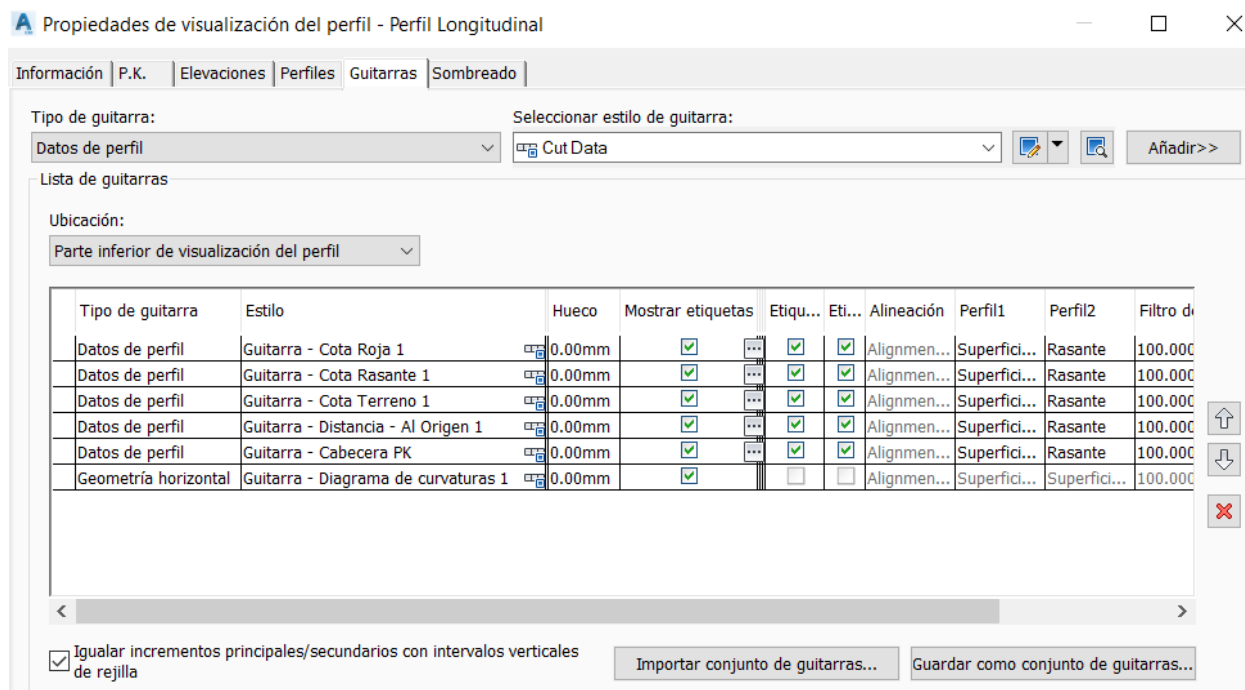 Propiedades de visualización del perfil - Perfil Longitudinal
Información P.K. Elevaciones Perfiles Guitarras Sombreado
Tipo de guitarra: Seleccionar estilo de guitarra:
Datos de perfil Cut Data Añadir>>
Lista de guitarras
Ubicación:
Parte inferior de visualización del perfil
Tipo de guitarra Estilo Hueco Mostrar etiquetas Etiqu... Eti... Alineación Perfil1 Perfil2 Filtro de
Datos de perfil Guitarra - Cota Roja 1 0.00mm ... Alignmen... Superfici... Rasante 100.000
Datos de perfil Guitarra - Cota Rasante 1 0.00mm ... Alignmen... Superfici... Rasante 100.000
Datos de perfil Guitarra - Cota Terreno 1 0.00mm ... Alignmen... Superfici... Rasante 100.000
Datos de perfil Guitarra - Distancia - Al Origen 1 0.00mm ... Alignmen... Superfici... Rasante 100.000
Datos de perfil Guitarra - Cabecera PK 0.00mm ... Alignmen... Superfici... Rasante 100.000
Geometría horizontal Guitarra - Diagrama de curvaturas 1 0.00mm Alignmen... Superfici... Superfici... 100.000
Igualar incrementos principales/secundarios con intervalos verticales
de rejilla
Importar conjunto de guitarras... Guardar como conjunto de guitarras...